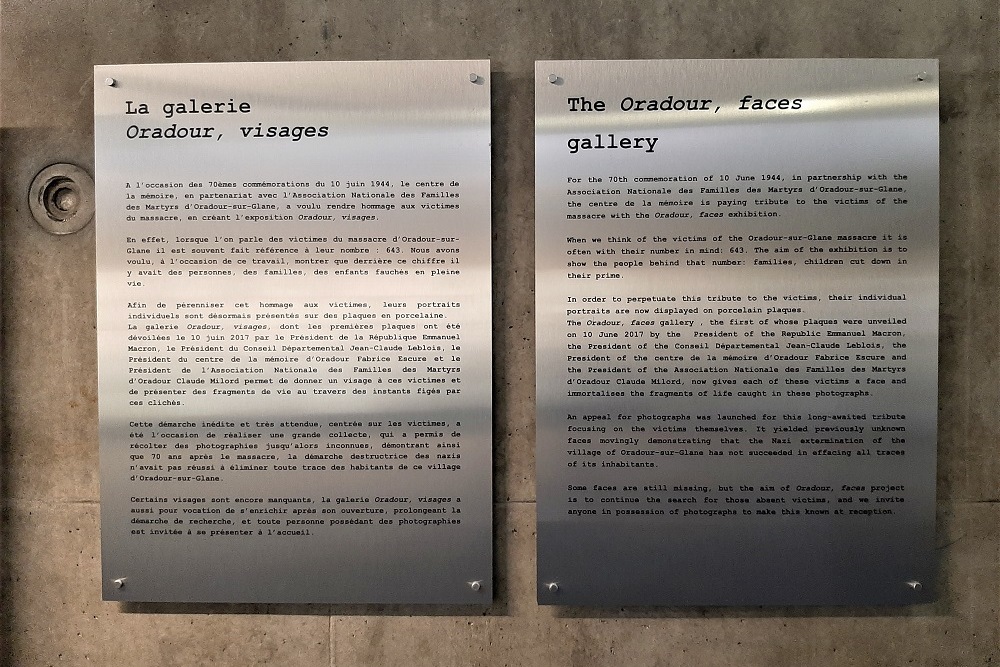 La galerie
Oradour, visages
A l'occasion des 70èmes commémorations du 10 juin 1944, le centre de
la mémoire, en partenariat avec l'Association Nationale des Familles
des Martyrs d'Oradour-sur-Glane, a voulu rendre hommage aux victimes
du massacre, en créant l'exposition Oradour, visages.
En effet, lorsque l'on parle des victimes du massacre d'Oradour-sur-
Glane il est souvent fait référence à leur nombre : 643. Nous avons
voulu, à l'occasion de ce travail, montrer que derrière ce chiffre il
y avait des personnes, des familles, des enfants fauchés en pleine
vie.
Afin de pérenniser cet hommage aux victimes, leurs portraits
individuels sont désormais présentés sur des plaques en porcelaine.
La galerie Oradour, visages, dont les premières plaques ont été
dévoilées le 10 juin 2017 par le Président de la République Emmanuel
Macron, le Président du Conseil Départemental Jean-Claude Leblois, le
Président du centre de la mémoire d'Oradour Fabrice Escure et le
Président de l'Association Nationale des Familles des Martyrs
d'Oradour Claude Milord permet de donner un visage à ces victimes et
de présenter des fragments de vie au travers des instants figés par
ces clichés.
Cette démarche inédite et très attendue, centrée sur les victimes, a
été l'occasion de réaliser une grande collecte, qui a permis de
récolter des photographies jusqu'alors inconnues, démontrant ainsi
que 70 ans après le massacre, la démarche destructrice des nazis
n'avait pas réussi à éliminer toute trace des habitants de ce village
d'Oradour-sur-Glane.
Certains visages sont encore manquants, la galerie Oradour, visages a
aussi pour vocation de s'enrichir après son ouverture, prolongeant la
démarche de recherche, et toute personne possédant des photographies
est invitée à se présenter à l'accueil.
The Oradour, faces
gallery
For the 70th commemoration of 10 June 1944, in partnership with the
Association Nationale des Familles des Martyrs d'Oradour-sur-Glane,
the centre de la mémoire is paying tribute to the victims of the
massacre with the Oradour, faces exhibition.
When we think of the victims of the Oradour-sur-Glane massacre it is
often with their number in mind: 643. The aim of the exhibition is to
show the people behind that number: families, children cut down in
their prime.
In order to perpetuate this tribute to the victims, their individual
portraits are now displayed on porcelain plaques.
The Oradour, faces gallery , the first of whose plaques were unveiled
on 10 June 2017 by the President of the Republic Emmanuel Macron,
the President of the Conseil Départemental Jean-Claude Leblois, the
President of the centre de la mémoire d'Oradour Fabrice Escure and
the President of the Association Nationale des Familles des Martyrs
d'Oradour Claude Milord, now gives each of these victims a face and
immortalises the fragments of life caught in these photographs.
An appeal for photographs was launched for this long-awaited tribute
focusing on the victims themselves. It yielded previously unknown
faces movingly demonstrating that the Nazi extermination of the
village of Oradour-sur-Glane has not succeeded in effacing all traces
of its inhabitants.
Some faces are still missing, but the aim of Oradour, faces project
is to continue the search for those absent victims, and we invite
anyone in possession of photographs to make this known at reception.